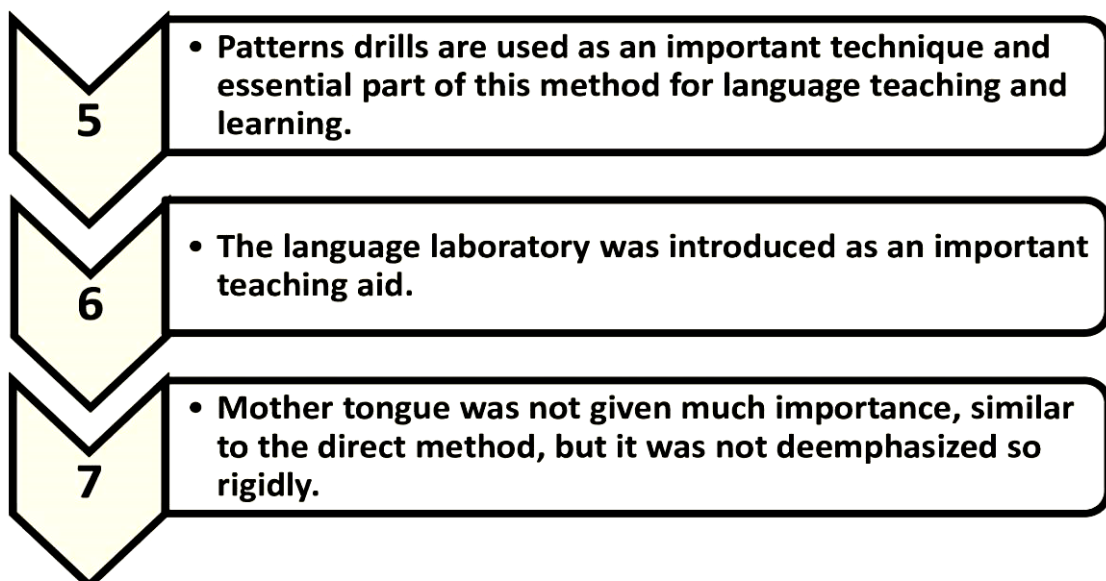 5
• Patterns drills are used as an important technique and
essential part of this method for language teaching and
learning.
6
• The language laboratory was introduced as an important
teaching aid.
7
• Mother tongue was not given much importance, similar
to the direct method, but it was not deemphasized so
rigidly.